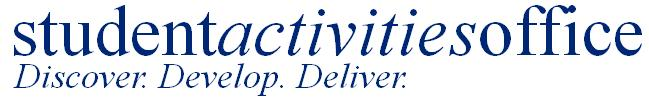 studentactivitiesoffice
Discover. Develop. Deliver.